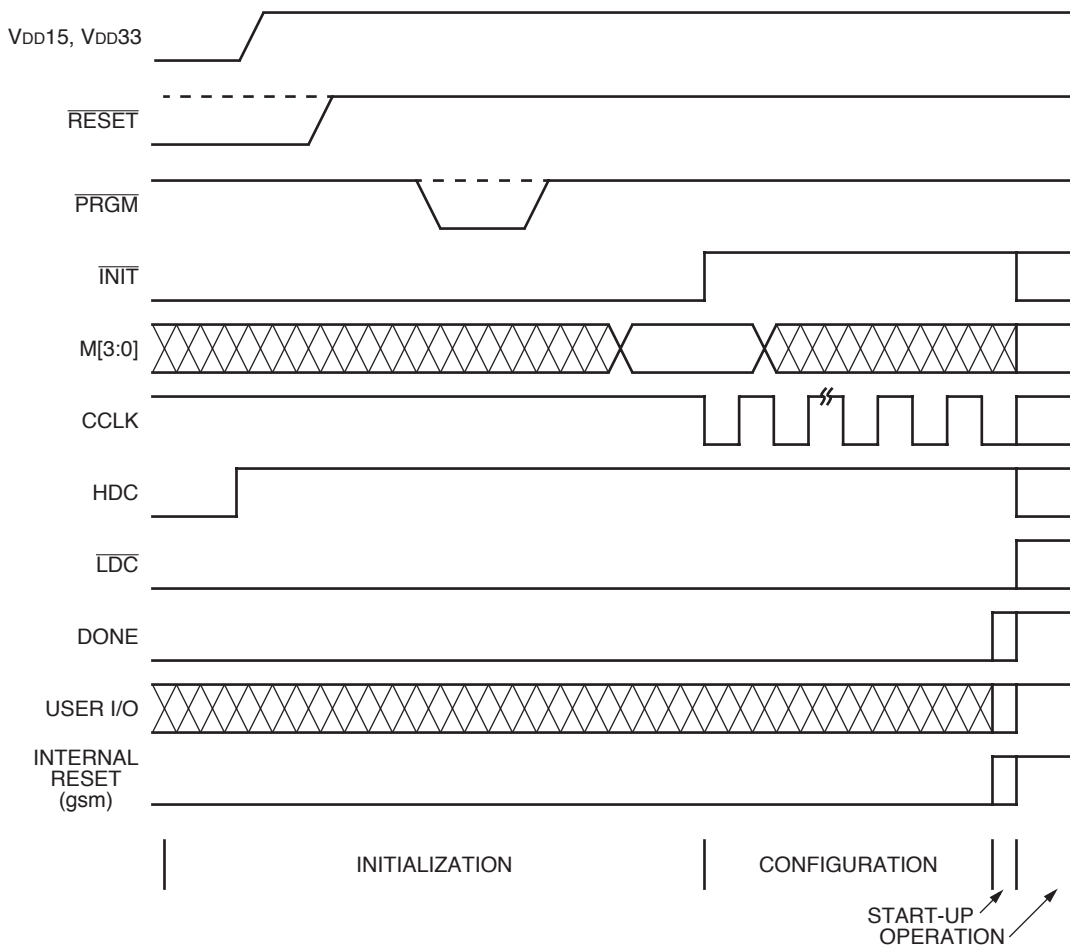 VDD15, VDD33
RESET
PRGM
INIT
M[3:0]
CCLK
HDC
LDC
DONE
USER I/O
INTERNAL
RESET
(gsm)
INITIALIZATION
CONFIGURATION
START-UP
OPERATION